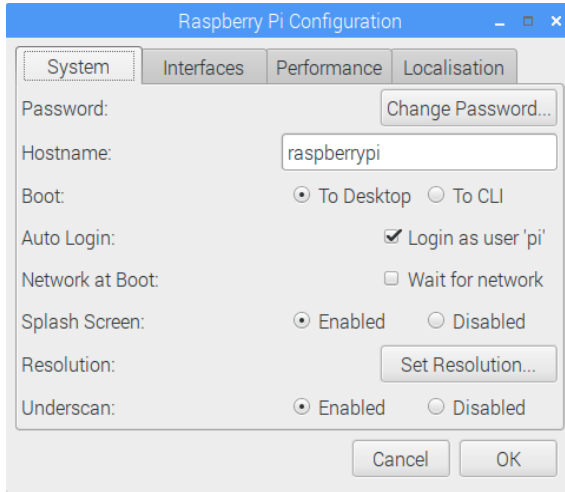 Raspberry Pi Configuration
System Interfaces Performance Localisation
Password: Change Password...
Hostname: raspberrypi
Boot: To Desktop To CLI
Auto Login: Login as user 'pi'
Network at Boot: Wait for network
Splash Screen: Enabled Disabled
Resolution: Set Resolution...
Underscan: Enabled Disabled
Cancel OK